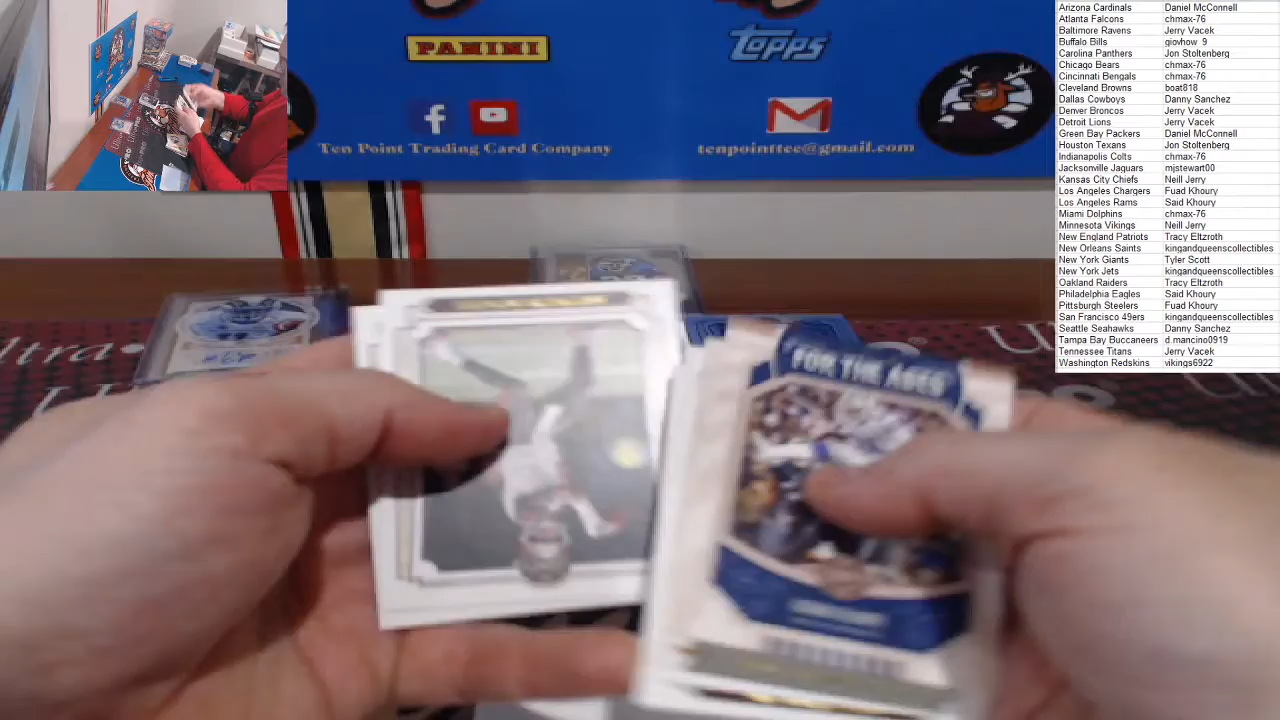 PANINI
TOPPS
Ten Point Trading Card Company
tenpointtcc@gmail.com
FOR THE AGES
Ultra
Arizona Cardinals Daniel McConnell
Atlanta Falcons chmax-76
Baltimore Ravens Jerry Vacek
Buffalo Bills giovhow_9
Carolina Panthers Jon Stoltenberg
Chicago Bears chmax-76
Cincinnati Bengals chmax-76
Cleveland Browns boat818
Dallas Cowboys Danny Sanchez
Denver Broncos Jerry Vacek
Detroit Lions Jerry Vacek
Green Bay Packers Daniel McConnell
Houston Texans Jon Stoltenberg
Indianapolis Colts chmax-76
Jacksonville Jaguars mjstewart00
Kansas City Chiefs Neill Jerry
Los Angeles Chargers Fuad Khoury
Los Angeles Rams Said Khoury
Miami Dolphins chmax-76
Minnesota Vikings Neill Jerry
New England Patriots Tracy Eltzroth
New Orleans Saints kingandqueenscollectibles
New York Giants Tyler Scott
New York Jets kingandqueenscollectibles
Oakland Raiders Tracy Eltzroth
Philadelphia Eagles Said Khoury
Pittsburgh Steelers Fuad Khoury
San Francisco 49ers kingandqueenscollectibles
Seattle Seahawks Danny Sanchez
Tampa Bay Buccaneers d.mancino0919
Tennessee Titans Jerry Vacek
Washington Redskins vikings6922